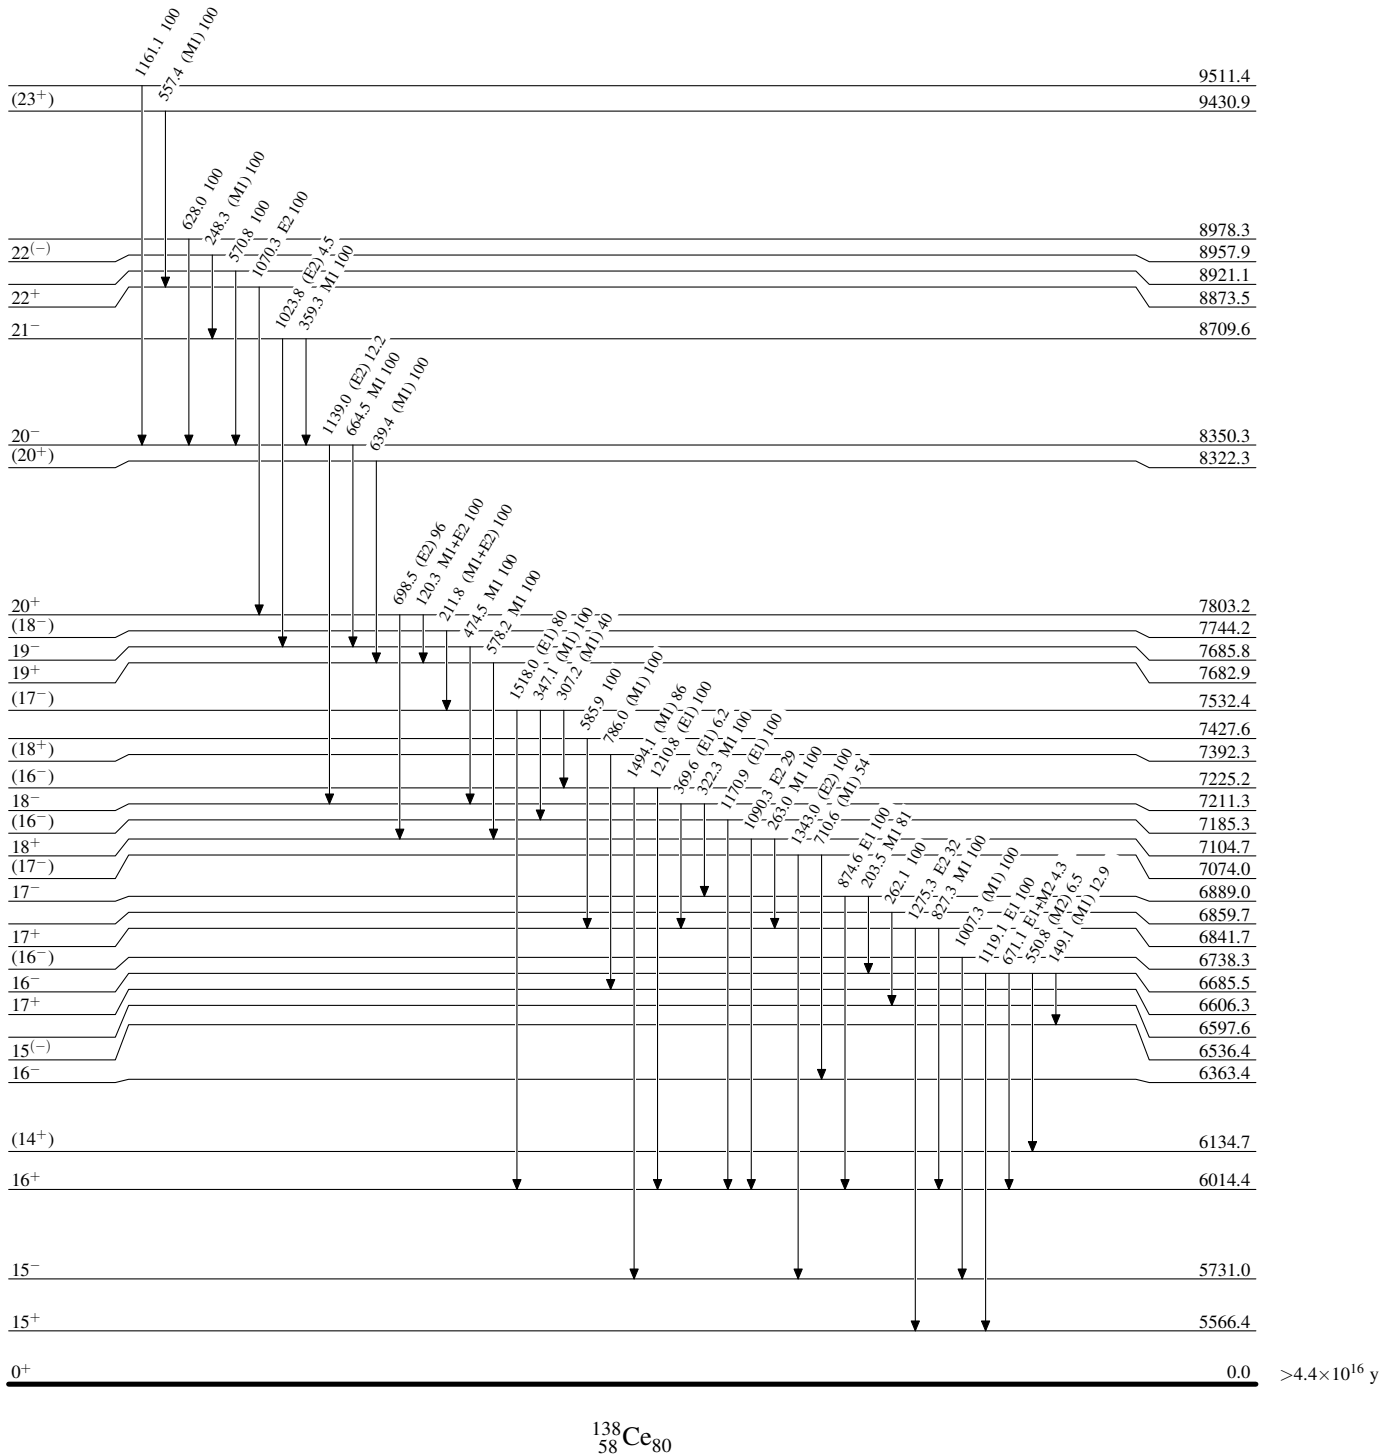 1161.1 100
557.4 (M1) 100
9511.4
(23⁺) 9430.9
628.0 100
248.3 (M1) 100
570.8 100
1070.3 E2 100
8978.3
22⁽⁻⁾ 8957.9
8921.1
22⁺ 8873.5
1023.8 (E2) 4.5
359.3 M1 100
21⁻ 8709.6
1139.0 (E2) 12.2
664.5 M1 100
639.4 (M1) 100
20⁻ 8350.3
(20⁺) 8322.3
698.5 (E2) 96
120.3 M1+E2 100
211.8 (M1+E2) 100
474.5 M1 100
578.2 M1 100
20⁺ 7803.2
(18⁻) 7744.2
19⁻ 7685.8
19⁺ 7682.9
1518.0 (E1) 80
347.1 (M1) 100
307.2 (M1) 40
(17⁻) 7532.4
585.9 100
786.0 (M1) 100
7427.6
(18⁺) 7392.3
1494.1 (M1) 86
1210.8 (E1) 100
369.6 (E1) 6.2
322.3 M1 100
1170.9 (E1) 100
(16⁻) 7225.2
18⁻ 7211.3
(16⁻) 7185.3
1090.3 E2 29
263.0 M1 100
1343.0 (E2) 100
710.6 (M1) 54
18⁺ 7104.7
(17⁻) 7074.0
874.6 E1 100
203.5 M1 81
262.1 100
1275.3 E2 32
827.3 M1 100
1007.3 (M1) 100
1119.1 E1 100
671.1 E1+M2 4.3
550.8 (M2) 6.5
149.1 (M1) 12.9
17⁻ 6889.0
6859.7
17⁺ 6841.7
(16⁻) 6738.3
16⁻ 6685.5
17⁺ 6606.3
6597.6
15⁽⁻⁾ 6536.4
16⁻ 6363.4
(14⁺) 6134.7
16⁺ 6014.4
15⁻ 5731.0
15⁺ 5566.4
0⁺ 0.0 >4.4×10¹⁶ y
¹³⁸₅₈Ce₈₀